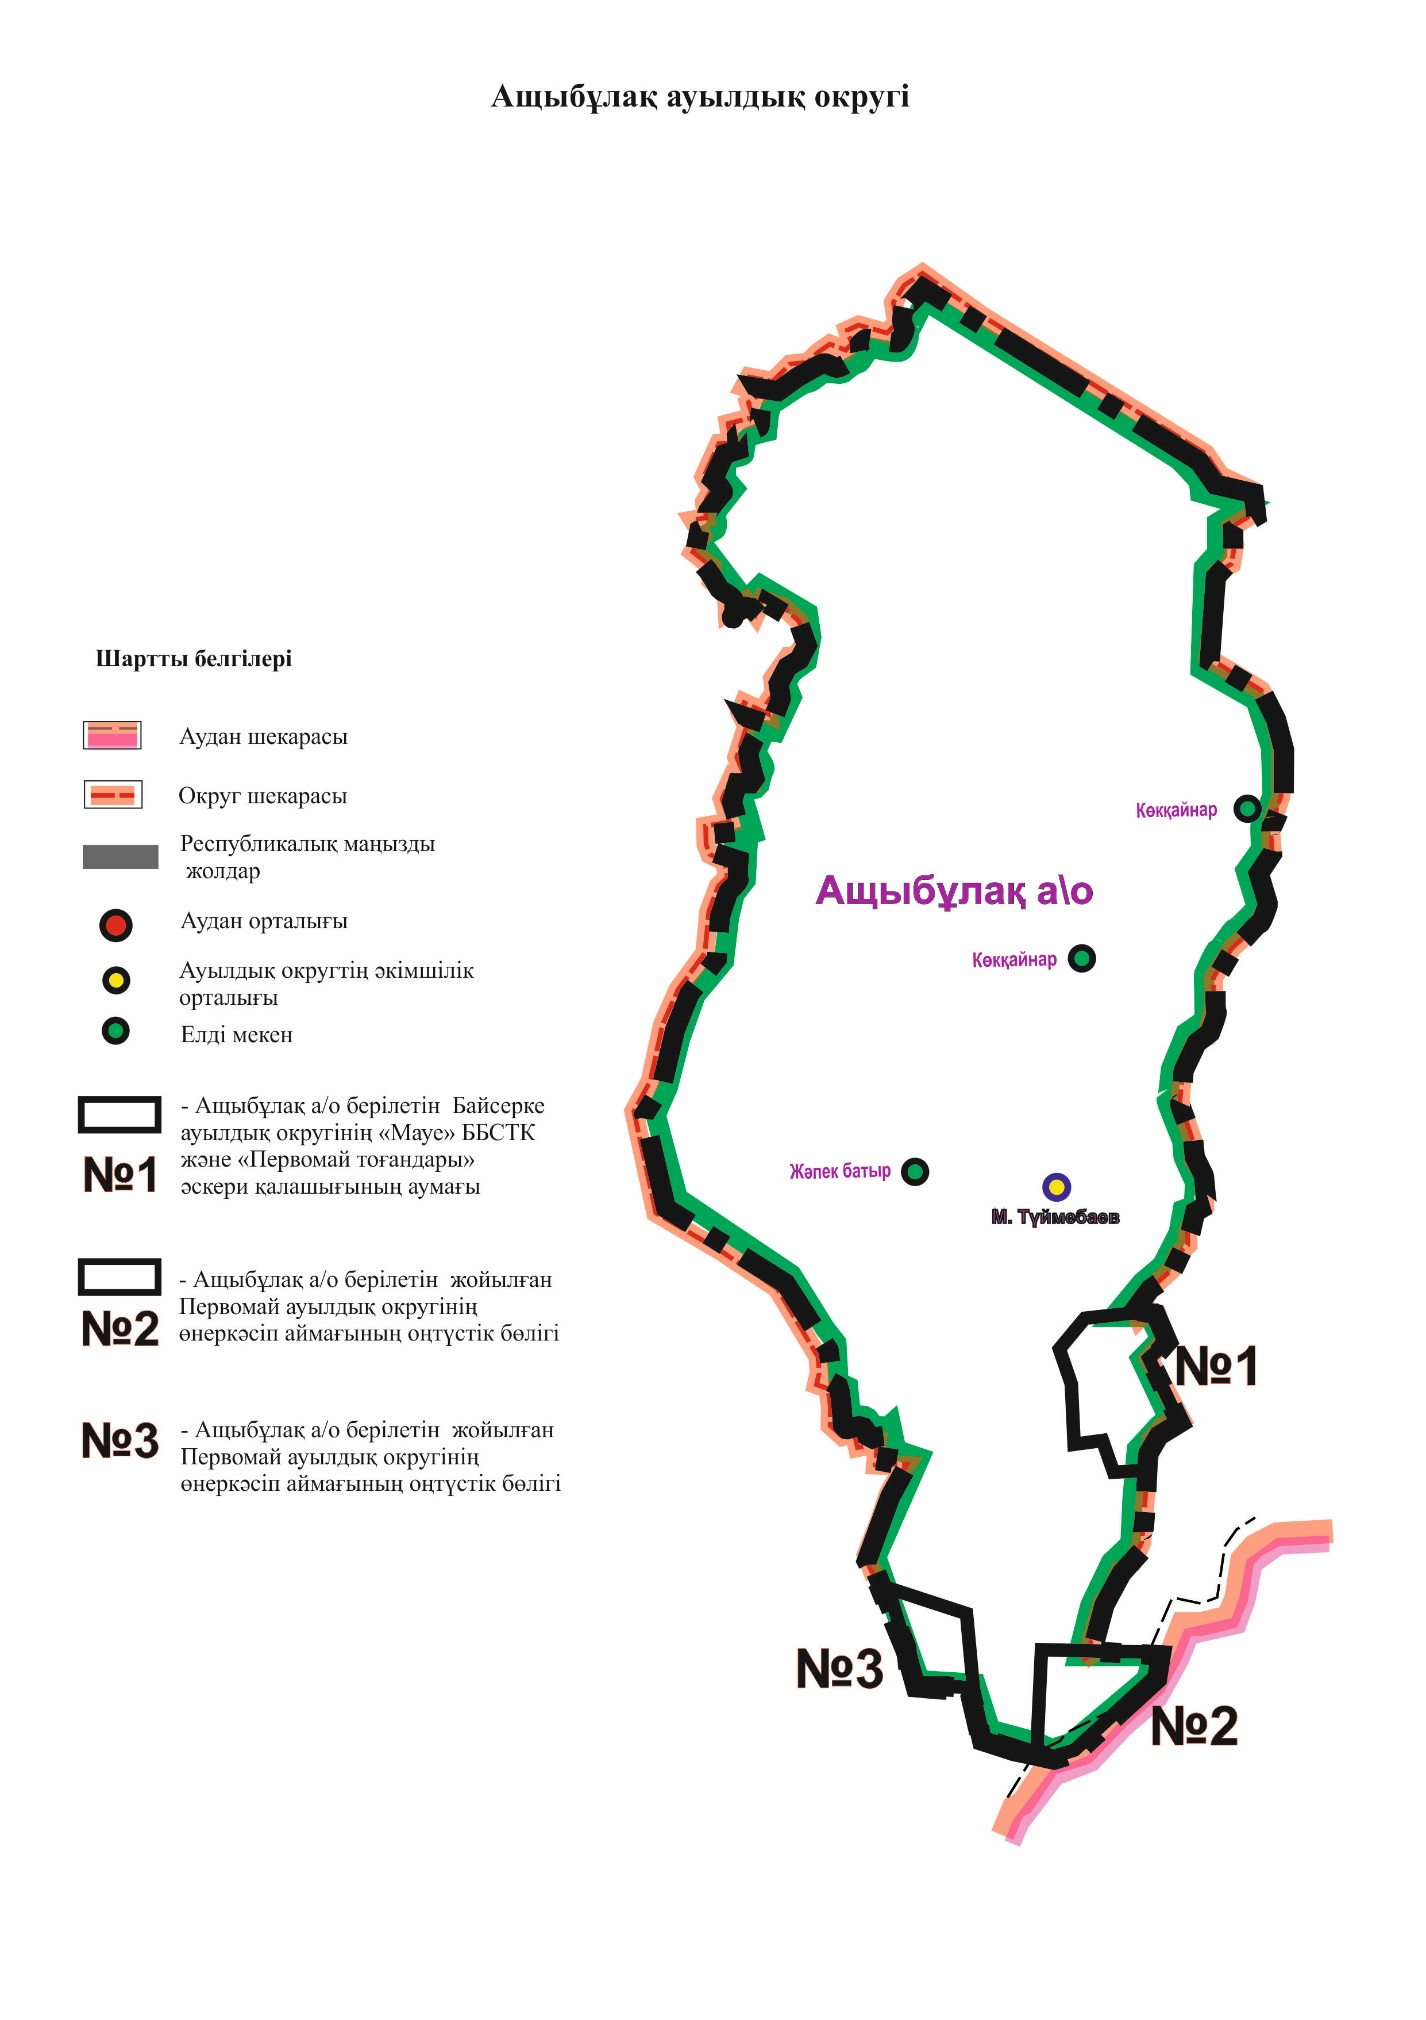 Ащыбұлақ ауылдық округі
Шартты белгілері
Аудан шекарасы
Округ шекарасы
Республикалық маңызды
жолдар
Аудан орталығы
Ауылдық округтің әкімшілік
орталығы
Елді мекен
№1
- Ащыбұлақ а/о берілетін Байсерке
ауылдық округінің «Мауе» ББСТК
және «Первомай тоғандары»
әскери қалашығының аумағы
№2
- Ащыбұлақ а/о берілетін жойылған
Первомай ауылдық округінің
өнеркәсіп аймағының оңтүстік бөлігі
№3
- Ащыбұлақ а/о берілетін жойылған
Первомай ауылдық округінің
өнеркәсіп аймағының оңтүстік бөлігі
Көкқайнар
Ащыбұлақ а\о
Көкқайнар
Жәпек батыр
М. Түймебаев
№1
№3
№2